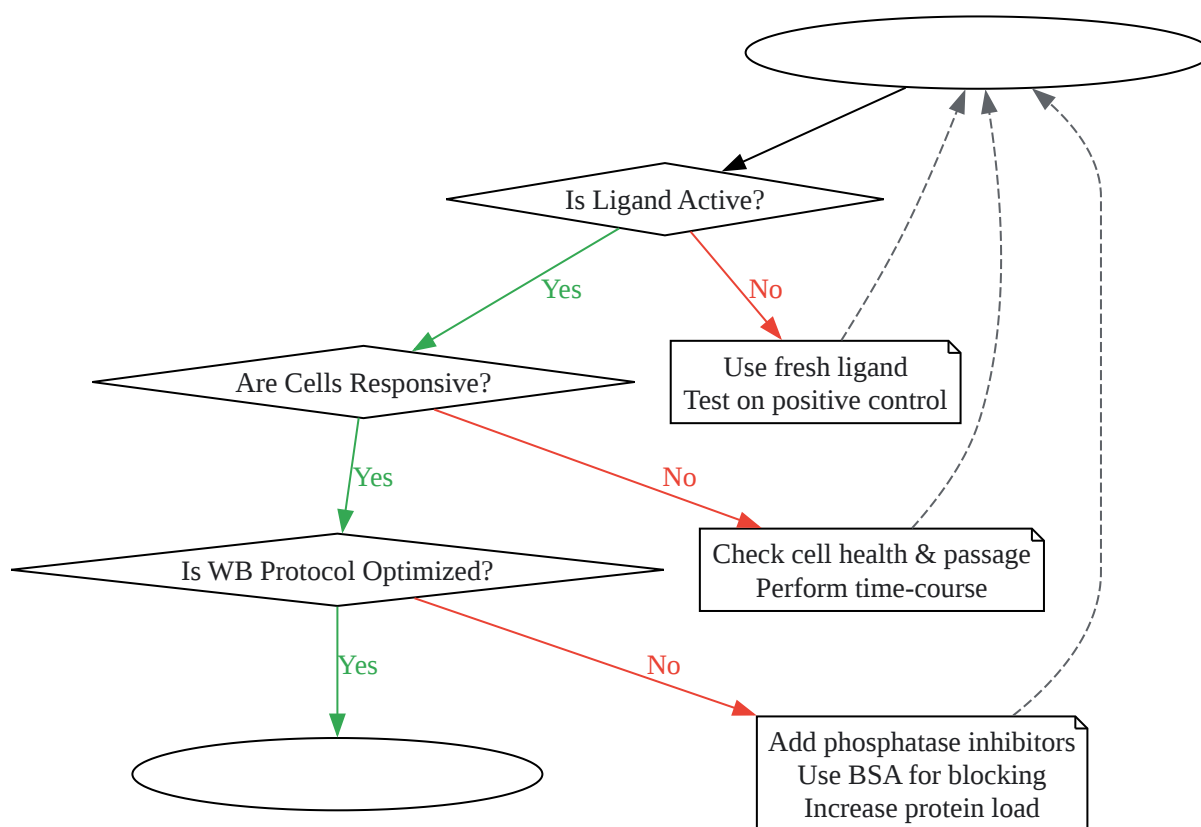 Is Ligand Active?
Yes
No
Use fresh ligand
Test on positive control
Are Cells Responsive?
Yes
No
Check cell health & passage
Perform time-course
Is WB Protocol Optimized?
Yes
No
Add phosphatase inhibitors
Use BSA for blocking
Increase protein load